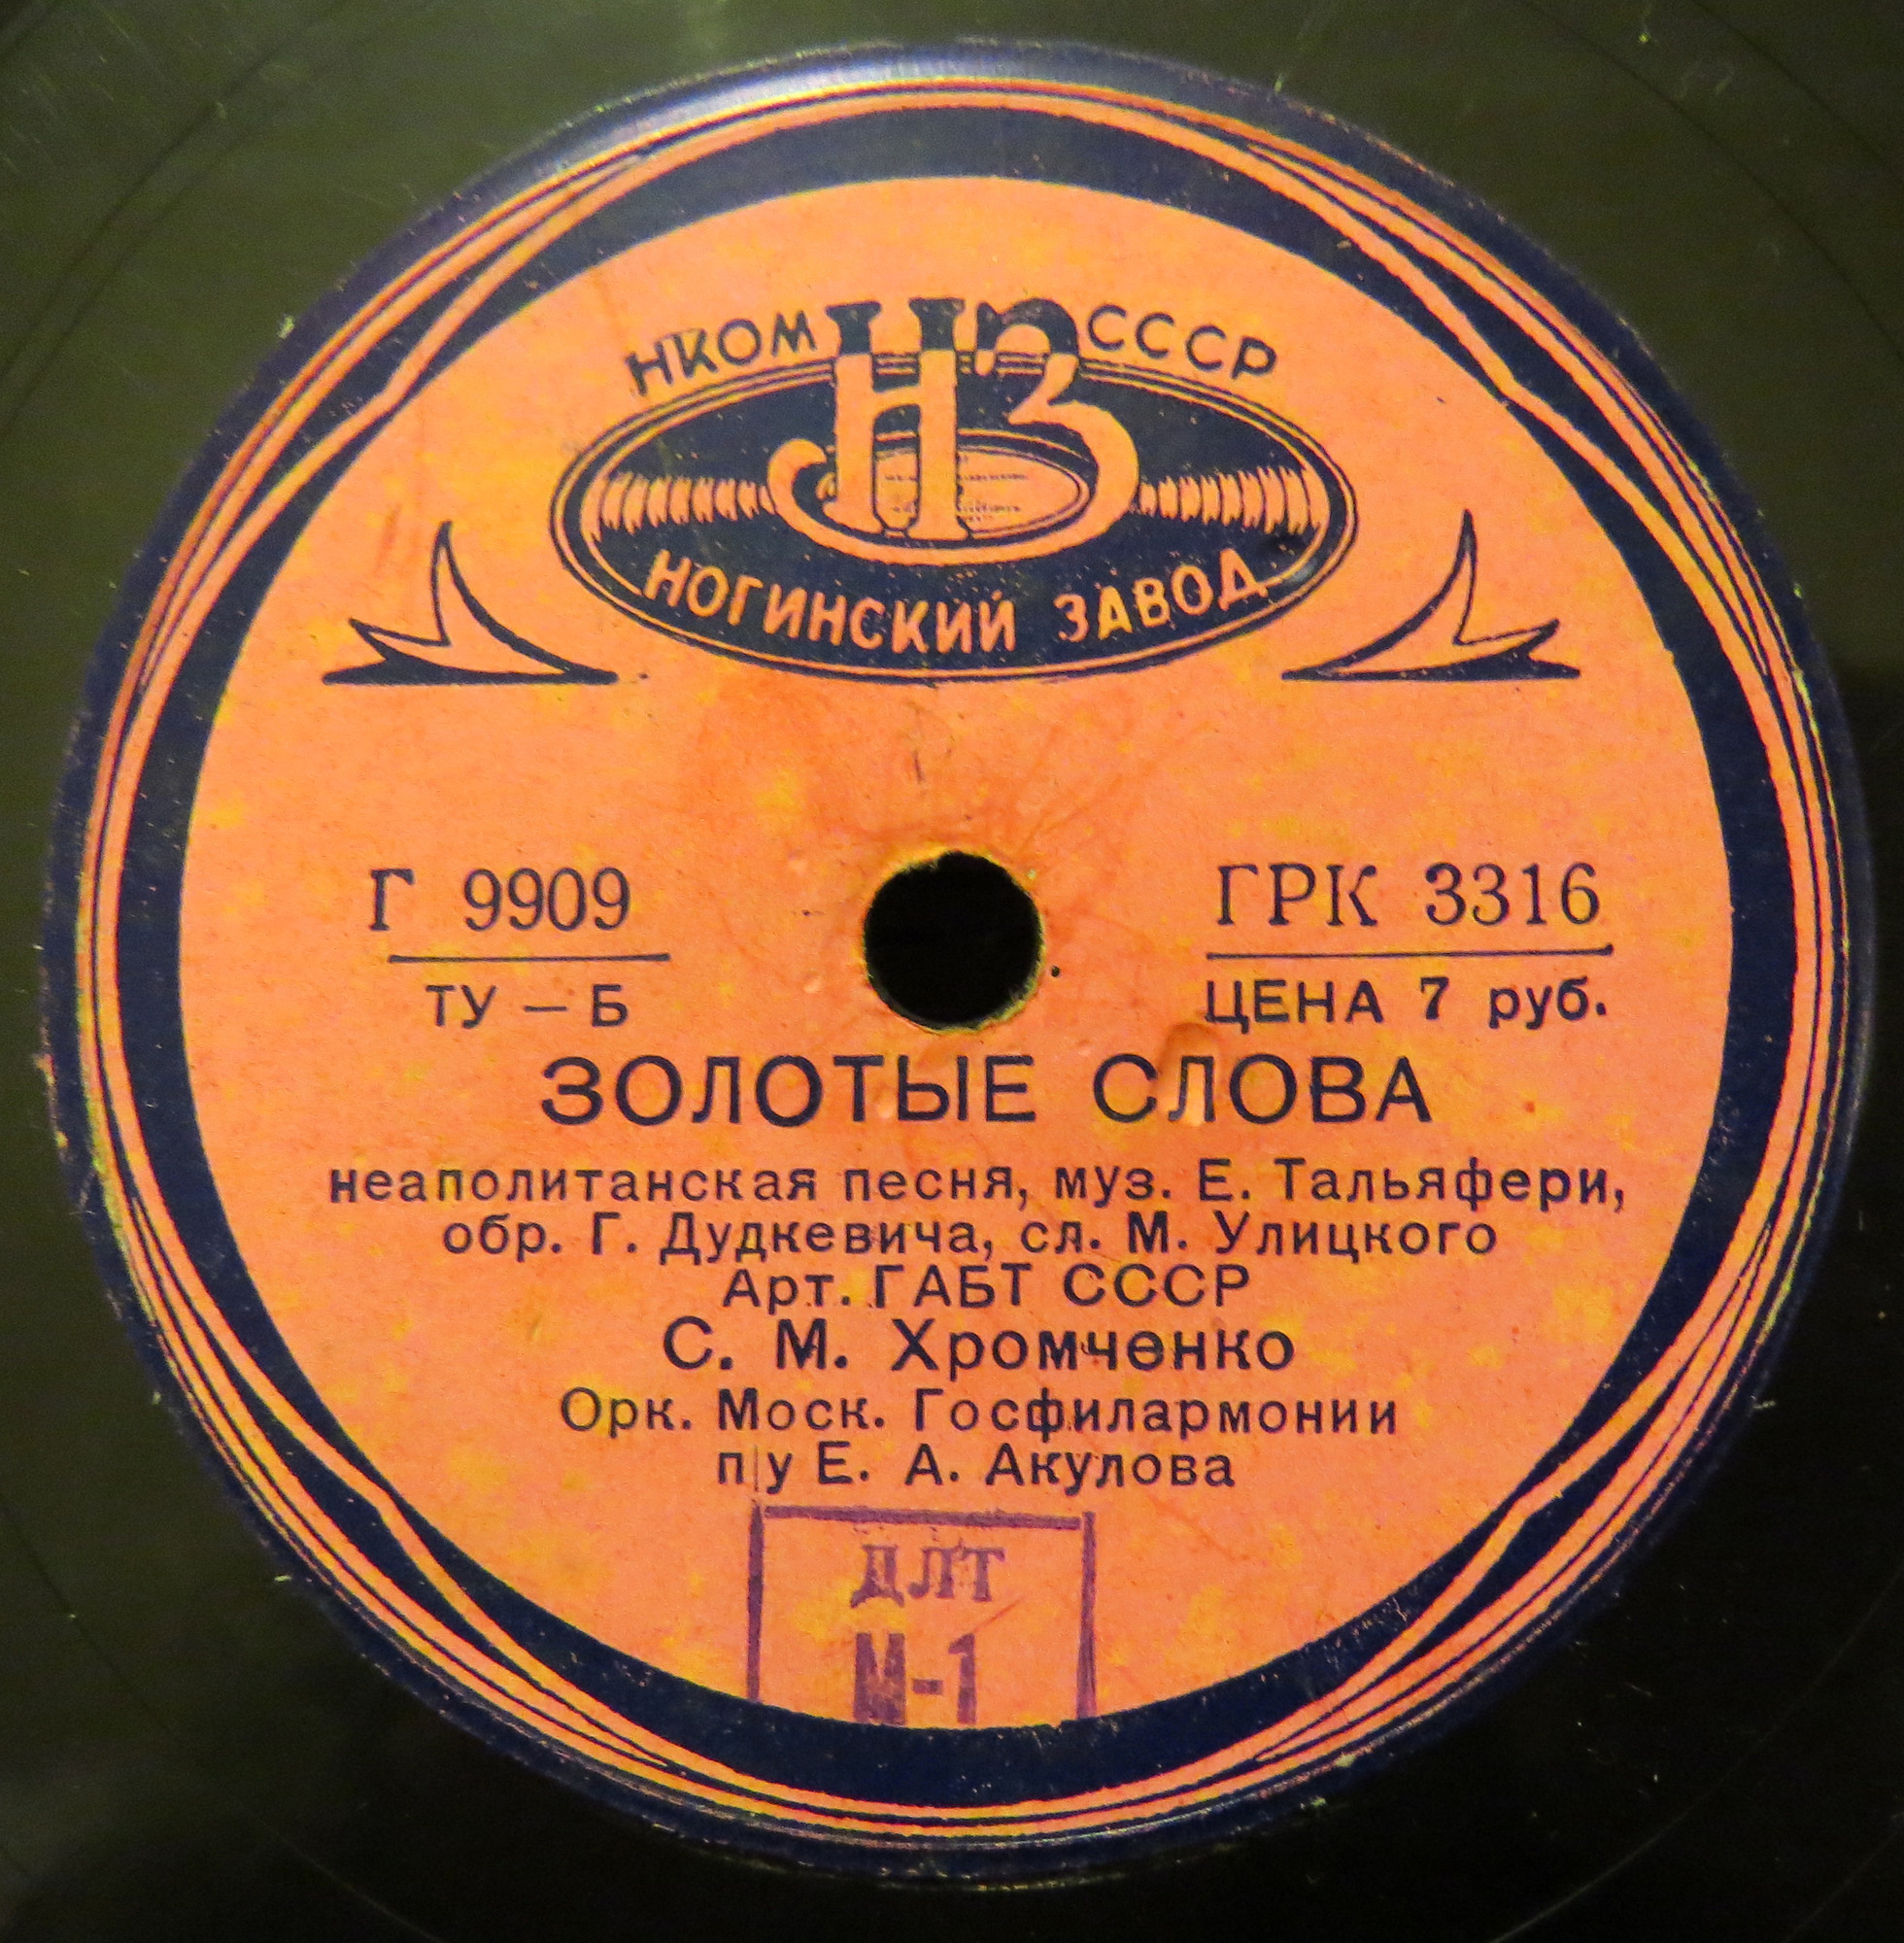 НКОМ НЗ СССР
НОГИНСКИЙ ЗАВОД
Г 9909 ГРК 3316
ТУ — Б ЦЕНА 7 руб.
ЗОЛОТЫЕ СЛОВА
неаполитанская песня, муз. Е. Тальяфери,
обр. Г. Дудкевича, сл. М. Улицкого
Арт. ГАБТ СССР
С. М. Хромченко
Орк. Моск. Госфилармонии
п/у Е. А. Акулова
ДЛТ
М-1